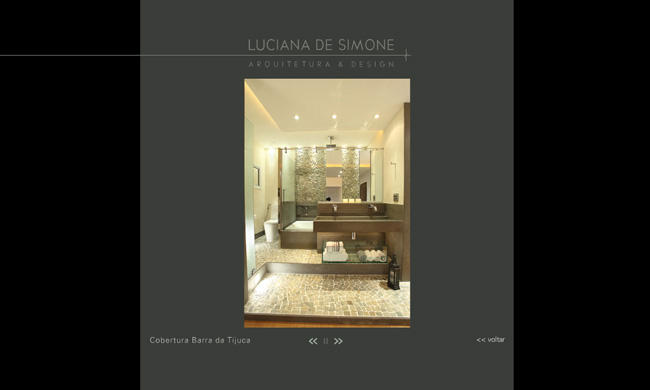 LUCIANA DE SIMONE
ARQUITETURA & DESIGN
Cobertura Barra da Tijuca
<< voltar